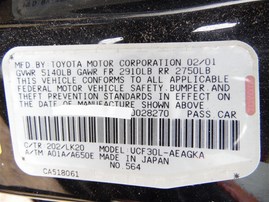 MFD BY TOYOTA MOTOR CORPORATION 02/01
GVWR 5140LB GAWR FR 2910LB RR 2750LB
THIS VEHICLE CONFORMS TO ALL APPLICABLE
FEDERAL MOTOR VEHICLE SAFETY, BUMPER, AND
THEFT PREVENTION STANDARDS IN EFFECT ON
THE DATE OF MANUFACTURE SHOWN ABOVE.
0028270 PASS CAR
C/TR 202/LK20 MODEL UCF30L-AEAGKA
A/TM A01A/A650E MADE IN JAPAN
NO.564
CA518061